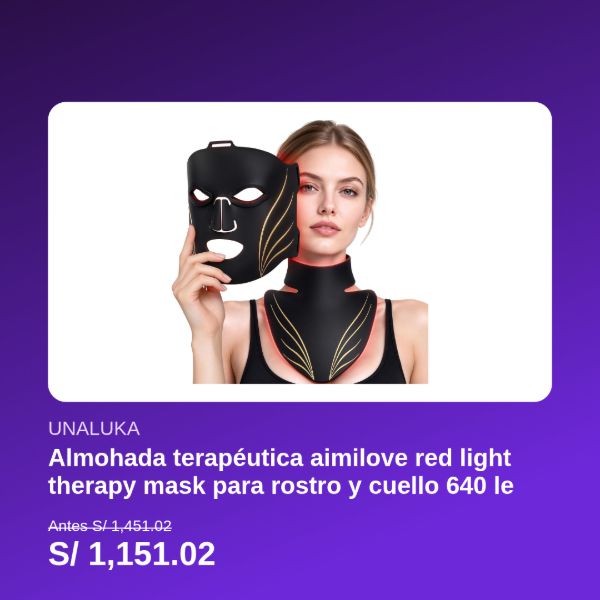 UNALUKA
Almohada terapéutica aimilove red light
therapy mask para rostro y cuello 640 le
Antes S/ 1,451.02
S/ 1,151.02